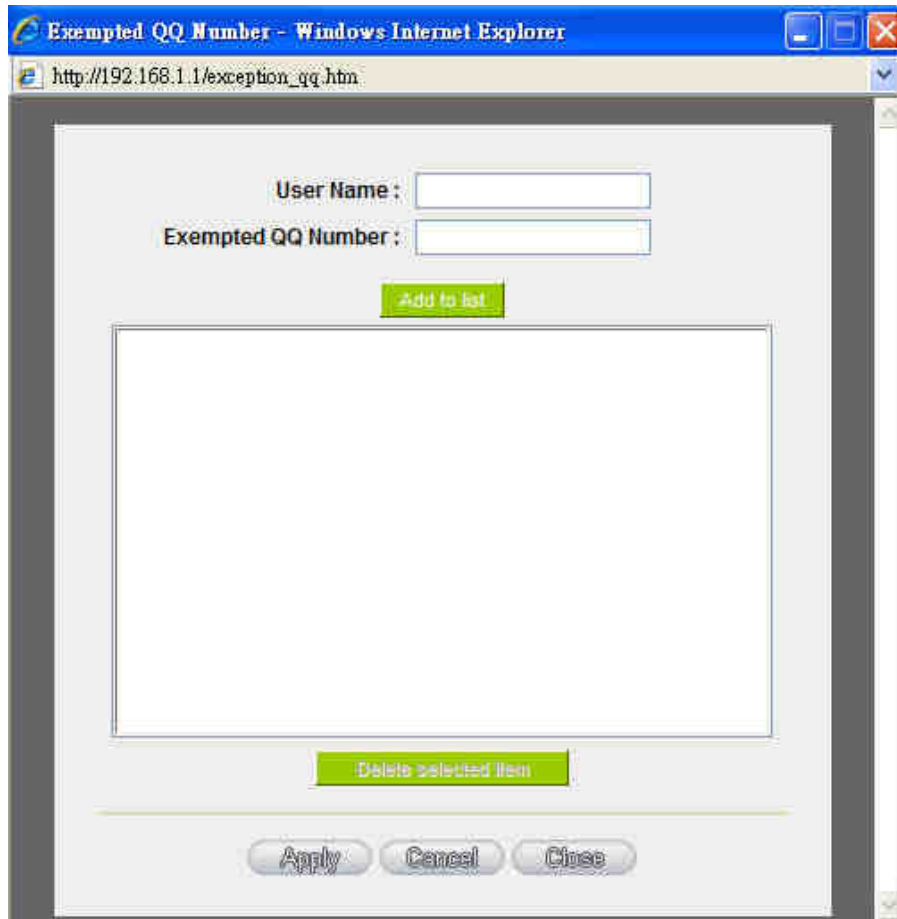 Exempted QQ Number - Windows Internet Explorer
http://192.168.1.1/exception_qq.htm
User Name :
Exempted QQ Number :
Add to list
Delete selected item
Apply Cancel Close